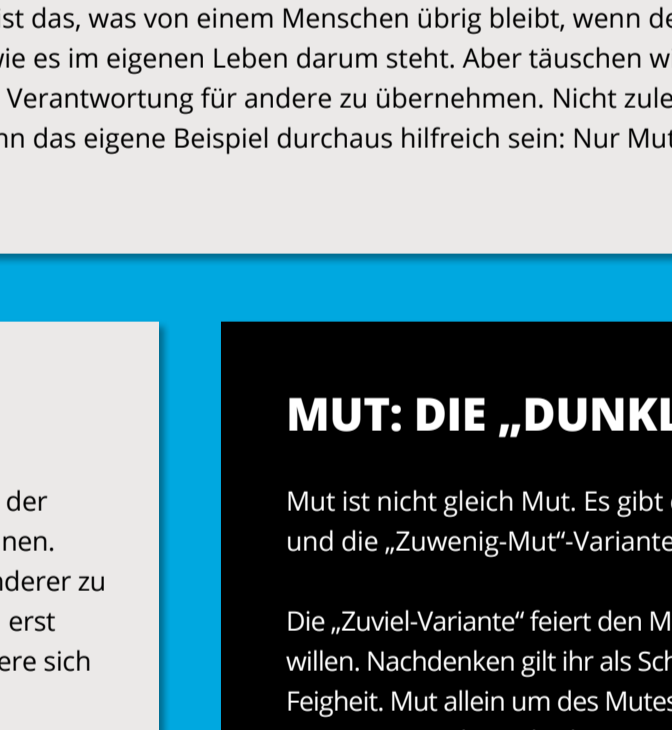 ist das, was von einem Menschen übrig bleibt, wenn de
wie es im eigenen Leben darum steht. Aber täuschen w
Verantwortung für andere zu übernehmen. Nicht zule
nn das eigene Beispiel durchaus hilfreich sein: Nur Mut
der
nen.
nderer zu
erst
ere sich
MUT: DIE „DUNKL
Mut ist nicht gleich Mut. Es gibt
und die „Zuwenig-Mut“-Variante
Die „Zuviel-Variante“ feiert den M
willen. Nachdenken gilt ihr als Sch
Feigheit. Mut allein um des Mutes